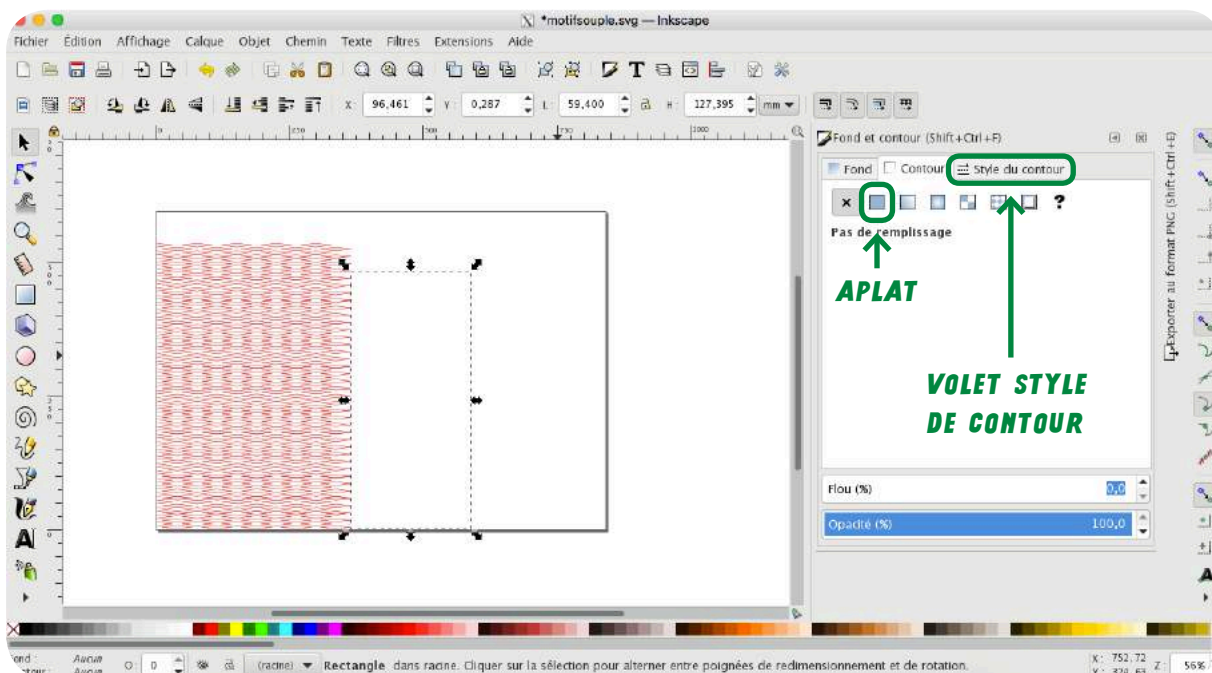 *motifsouple.svg — Inkscape
Fichier Édition Affichage Calque Objet Chemin Texte Filtres Extensions Aide
X: 96,461 Y: 0,287 L: 59,400 H: 127,395 mm
Fond et contour (Shift+Ctrl+F)
Fond Contour Style du contour
?
Pas de remplissage
APLAT
VOLET STYLE
DE CONTOUR
Flou (%) 0,0
Opacité (%) 100,0
Exporter au format PNG (Shift+Ctrl+E)
Aucun O: 0 (racine) Rectangle dans racine. Cliquer sur la sélection pour alterner entre poignées de redimensionnement et de rotation.
X: 752,72 Z: 56%
Aucun